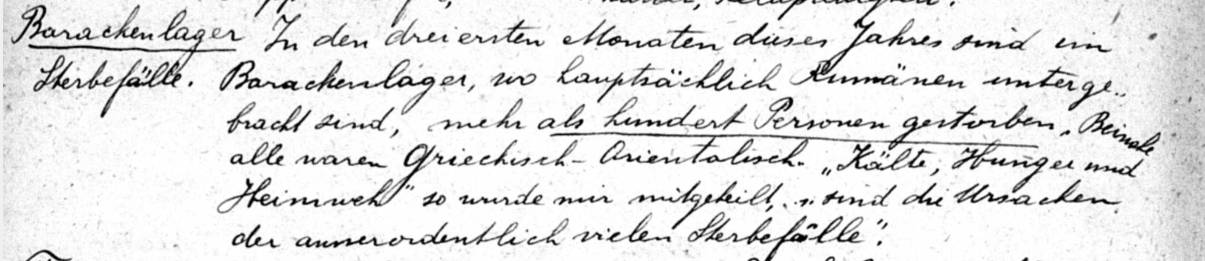 Barackenlager In den drei ersten Monaten dieses Jahres sind im
Sterbefälle. Barackenlager, wo hauptsächlich Rumänen unterge-
bracht sind, mehr als hundert Personen gestorben. Beinahe
alle waren Griechisch-Orientalisch. „Kälte, Hunger und
Heimweh" so wurde mir mitgeteilt, „sind die Ursachen
der ausserordentlich vielen Sterbefälle".